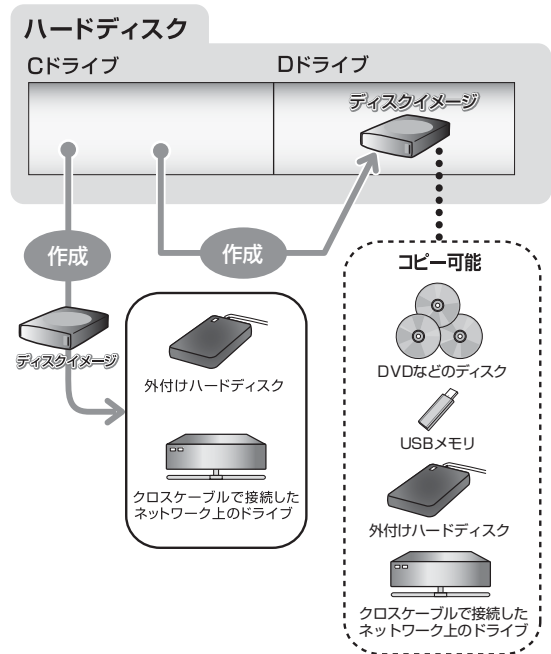 ハードディスク
Cドライブ
Dドライブ
ディスクイメージ
作成
作成
コピー可能
ディスクイメージ
外付けハードディスク
クロスケーブルで接続した
ネットワーク上のドライブ
DVDなどのディスク
USBメモリ
外付けハードディスク
クロスケーブルで接続した
ネットワーク上のドライブ